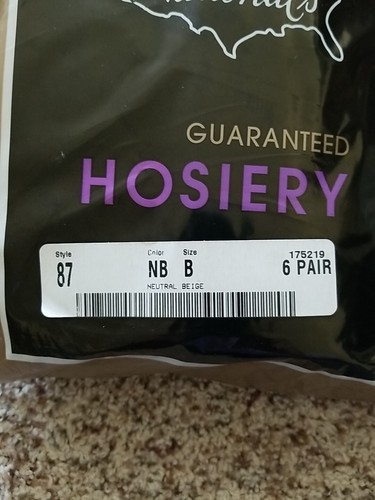 GUARANTEED
HOSIERY
Style Color Size 175219
87 NB B 6 PAIR
NEUTRAL BEIGE